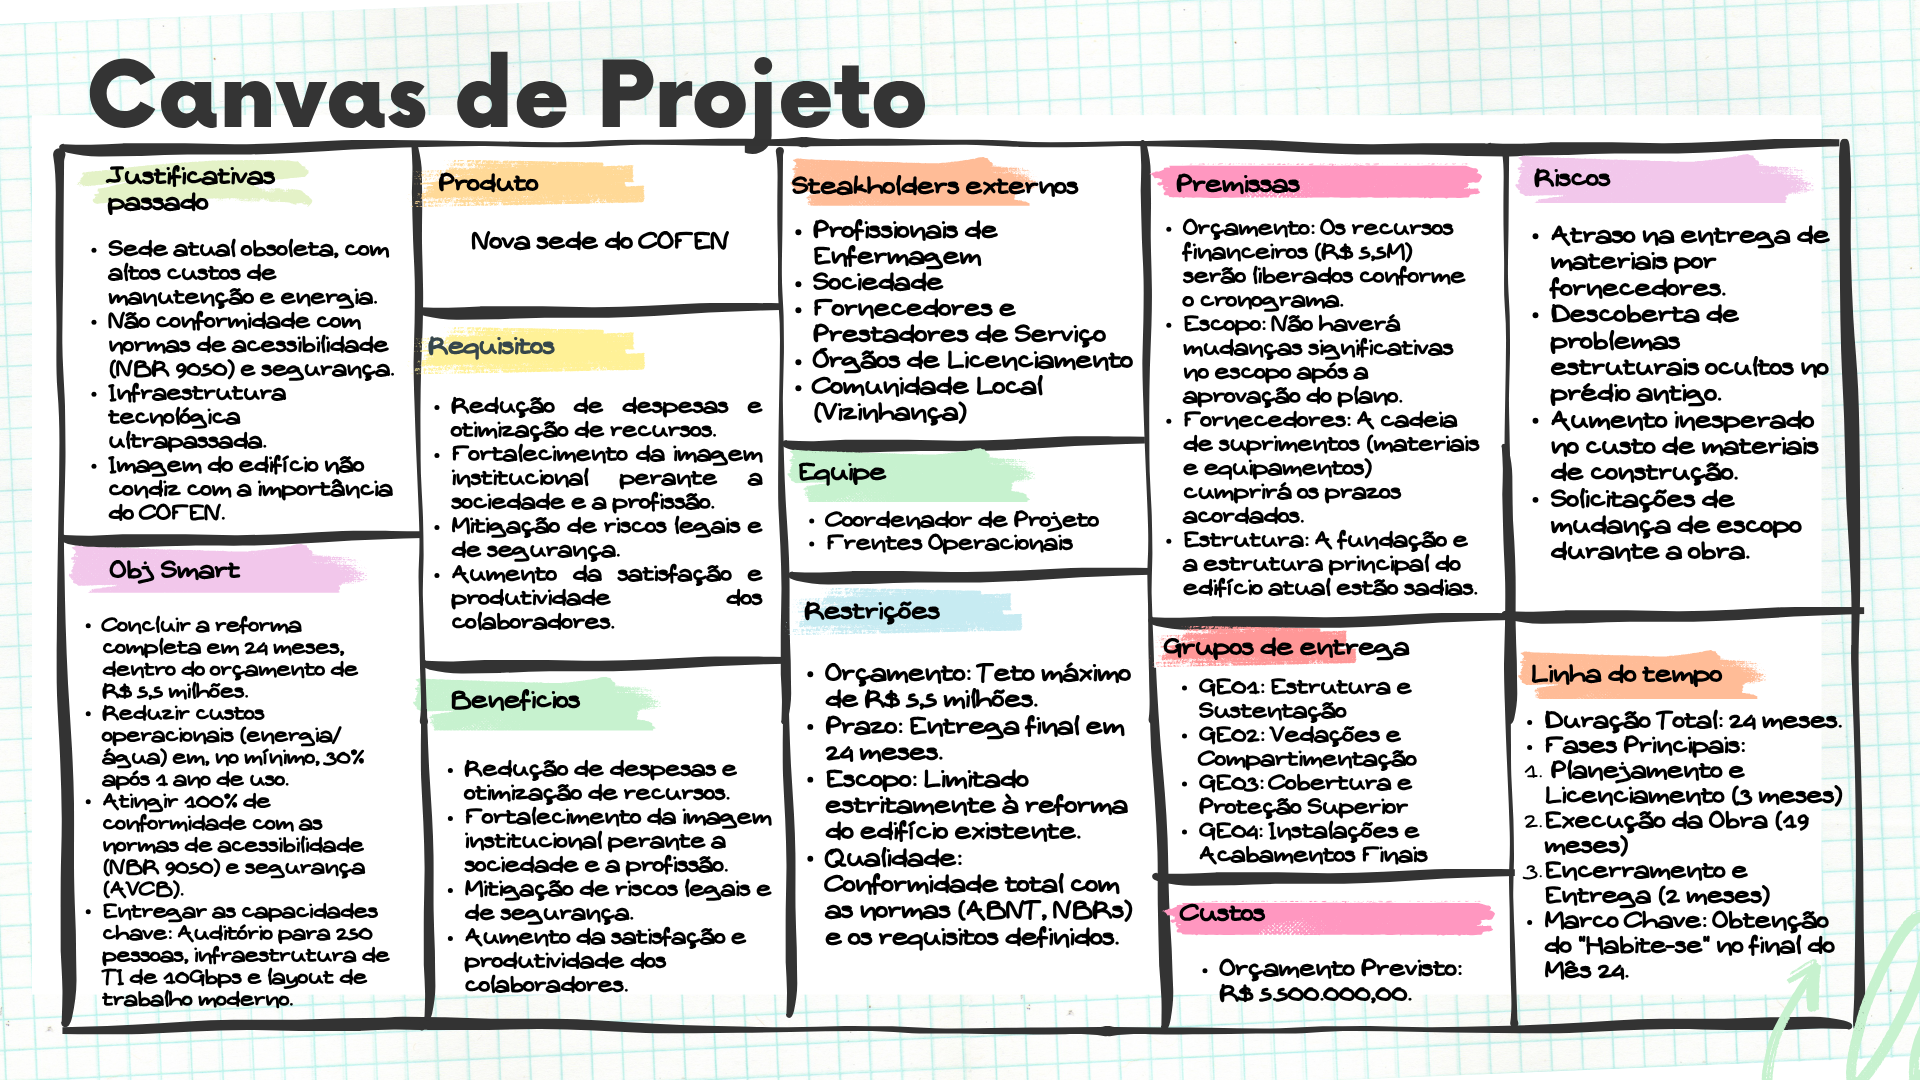 Canvas de Projeto
Justificativas
passado
• Sede atual obsoleta, com
altos custos de
manutenção e energia.
• Não conformidade com
normas de acessibilidade
(NBR 9050) e segurança.
• Infraestrutura
tecnológica
ultrapassada.
• Imagem do edifício não
condiz com a importância
do COFEN.
Obj Smart
• Concluir a reforma
completa em 24 meses,
dentro do orçamento de
R$ 5,5 milhões.
• Reduzir custos
operacionais (energia/
água) em, no mínimo, 30%
após 1 ano de uso.
• Atingir 100% de
conformidade com as
normas de acessibilidade
(NBR 9050) e segurança
(AVCB).
• Entregar as capacidades
chave: Auditório para 250
pessoas, infraestrutura de
TI de 10Gbps e layout de
trabalho moderno.
Produto
Nova sede do COFEN
Requisitos
• Redução de despesas e
otimização de recursos.
• Fortalecimento da imagem
institucional perante a
sociedade e a profissão.
• Mitigação de riscos legais e
de segurança.
• Aumento da satisfação e
produtividade dos
colaboradores.
Beneficios
• Redução de despesas e
otimização de recursos.
• Fortalecimento da imagem
institucional perante a
sociedade e a profissão.
• Mitigação de riscos legais e
de segurança.
• Aumento da satisfação e
produtividade dos
colaboradores.
Steakholders externos
• Profissionais de
Enfermagem
• Sociedade
• Fornecedores e
Prestadores de Serviço
• Órgãos de Licenciamento
• Comunidade Local
(Vizinhança)
Equipe
• Coordenador de Projeto
• Frentes Operacionais
Restrições
• Orçamento: Teto máximo
de R$ 5,5 milhões.
• Prazo: Entrega final em
24 meses.
• Escopo: Limitado
estritamente à reforma
do edifício existente.
• Qualidade:
Conformidade total com
as normas (ABNT, NBRs)
e os requisitos definidos.
Premissas
• Orçamento: Os recursos
financeiros (R$ 5,5M)
serão liberados conforme
o cronograma.
• Escopo: Não haverá
mudanças significativas
no escopo após a
aprovação do plano.
• Fornecedores: A cadeia
de suprimentos (materiais
e equipamentos)
cumprirá os prazos
acordados.
• Estrutura: A fundação e
a estrutura principal do
edifício atual estão sadias.
Grupos de entrega
• GE01: Estrutura e
Sustentação
• GE02: Vedações e
Compartimentação
• GE03: Cobertura e
Proteção Superior
• GE04: Instalações e
Acabamentos Finais
Custos
• Orçamento Previsto:
R$ 5.500.000,00.
Riscos
• Atraso na entrega de
materiais por
fornecedores.
• Descoberta de
problemas
estruturais ocultos no
prédio antigo.
• Aumento inesperado
no custo de materiais
de construção.
• Solicitações de
mudança de escopo
durante a obra.
Linha do tempo
• Duração Total: 24 meses.
• Fases Principais:
1. Planejamento e
Licenciamento (3 meses)
2. Execução da Obra (19
meses)
3. Encerramento e
Entrega (2 meses)
• Marco Chave: Obtenção
do "Habite-se" no final do
Mês 24.